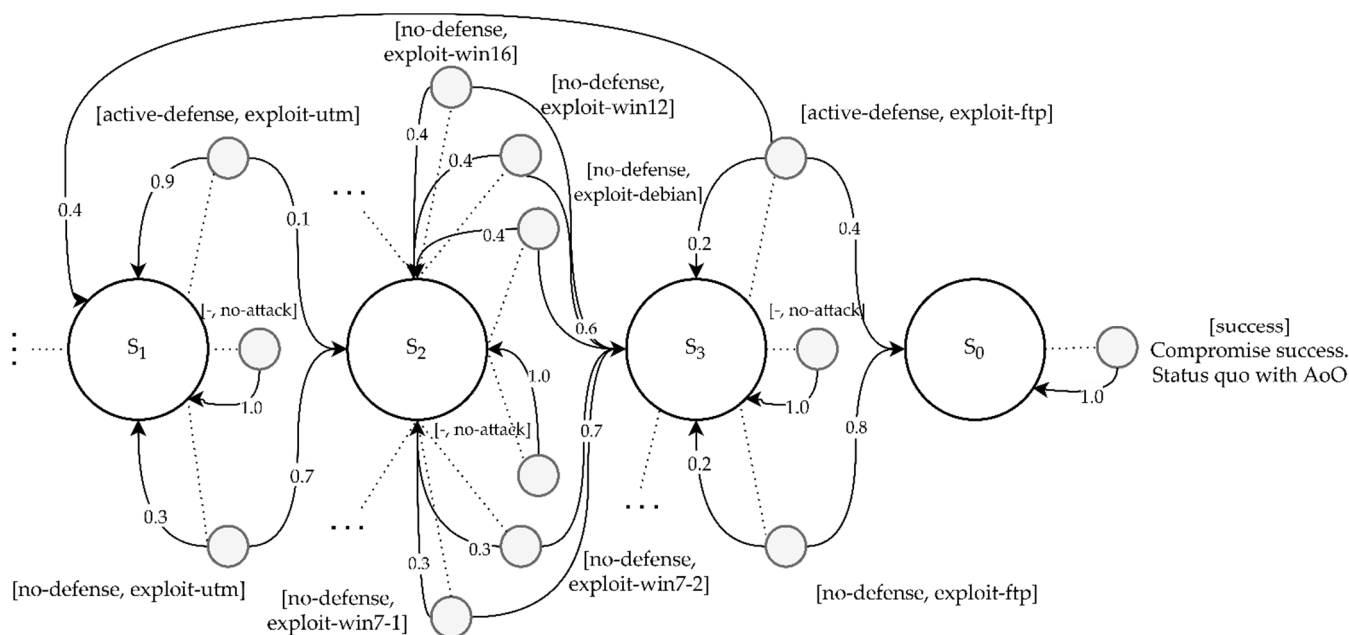 [no-defense,
exploit-win16]
[no-defense,
exploit-win12]
[active-defense, exploit-utm]
[active-defense, exploit-ftp]
0.4
0.4
0.9
0.4
[no-defense,
exploit-debian]
...
0.4
0.1
0.4
0.2
0.4
[-, no-attack]
[-, no-attack]
0.6
[success]
...
S1
S2
S3
S0
Compromise success.
Status quo with AoO
1.0
1.0
1.0
1.0
[-, no-attack]
0.7
0.8
0.7
0.2
0.3
...
...
0.3
0.3
[no-defense,
exploit-win7-2]
[no-defense, exploit-utm]
[no-defense,
exploit-win7-1]
[no-defense, exploit-ftp]